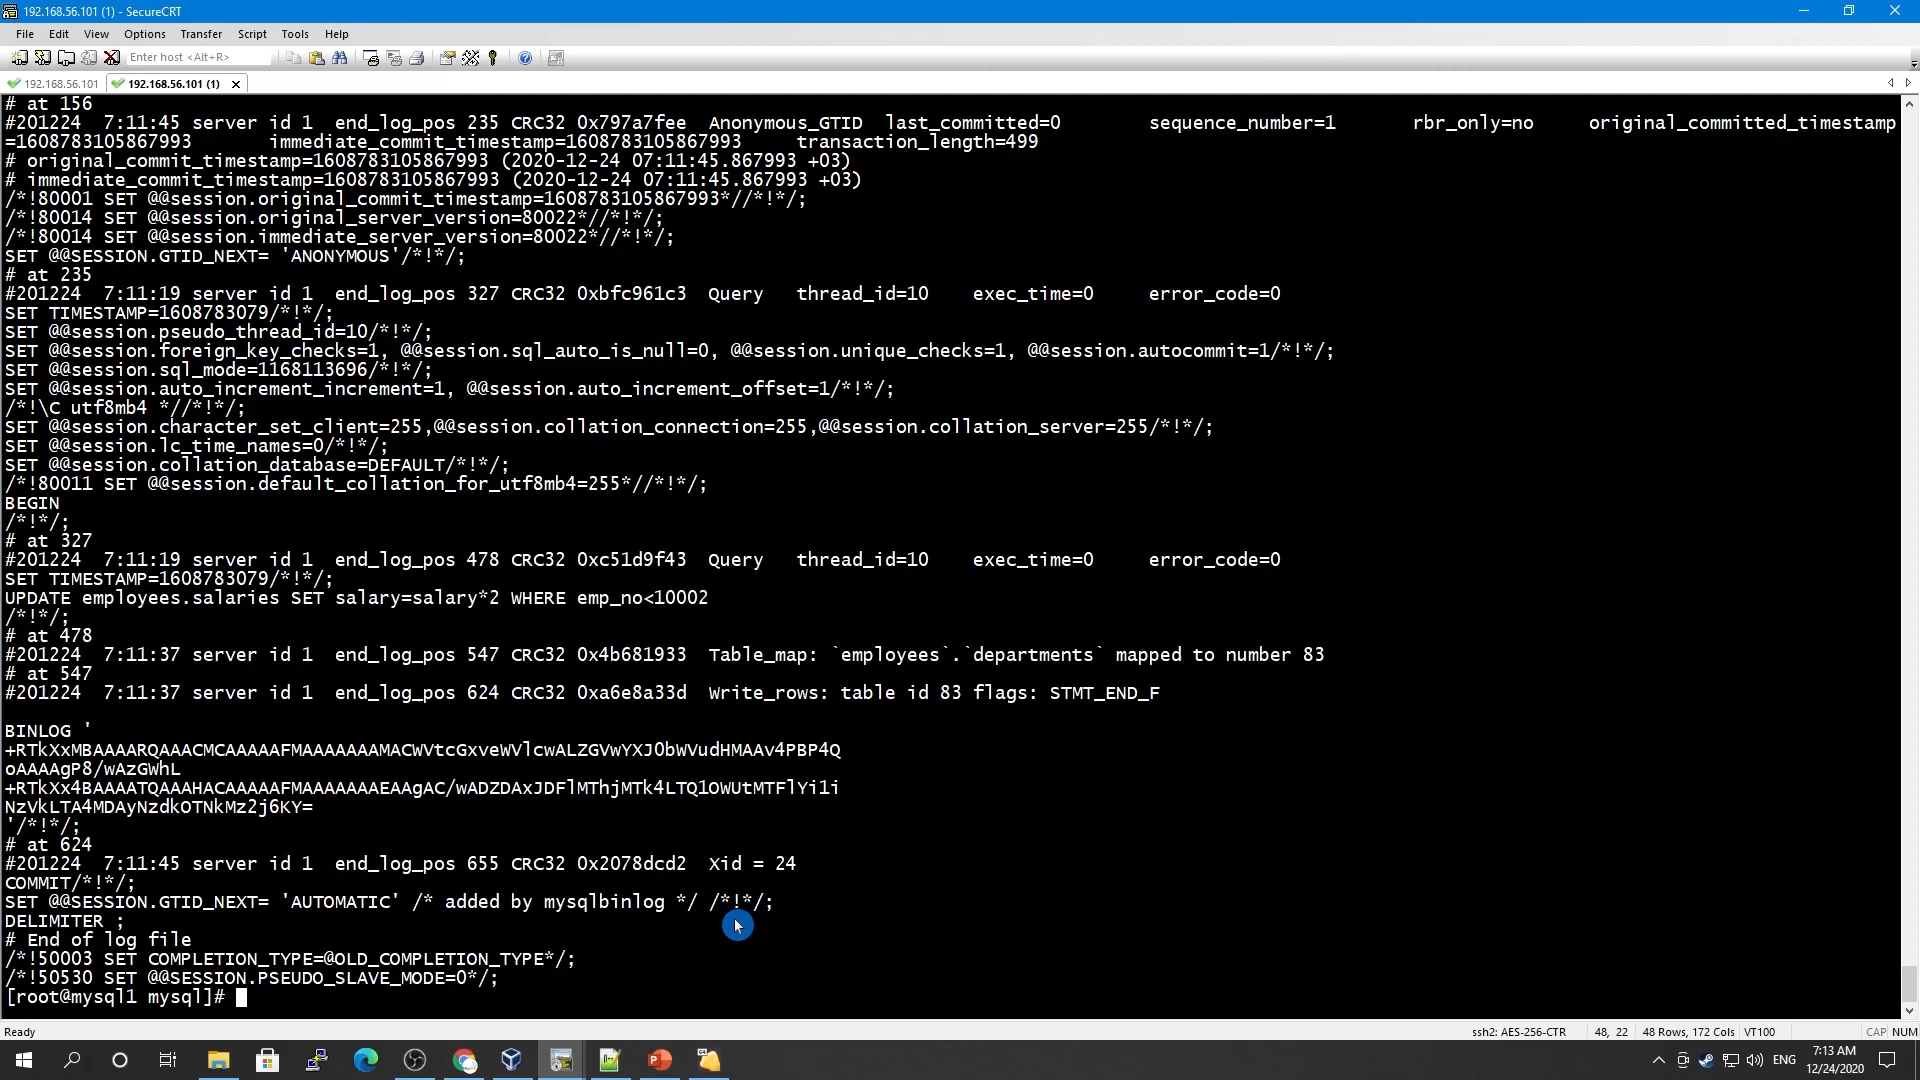 192.168.56.101 (1) - SecureCRT
File Edit View Options Transfer Script Tools Help
Enter host <Alt+R>
192.168.56.101 192.168.56.101 (1)
# at 156
#201224  7:11:45 server id 1  end_log_pos 235 CRC32 0x797a7fee  Anonymous_GTID  last_committed=0        sequence_number=1       rbr_only=no     original_committed_timestamp
=1608783105867993       immediate_commit_timestamp=1608783105867993     transaction_length=499
# original_commit_timestamp=1608783105867993 (2020-12-24 07:11:45.867993 +03)
# immediate_commit_timestamp=1608783105867993 (2020-12-24 07:11:45.867993 +03)
/*!80001 SET @@session.original_commit_timestamp=1608783105867993*//*!*/;
/*!80014 SET @@session.original_server_version=80022*//*!*/;
/*!80014 SET @@session.immediate_server_version=80022*//*!*/;
SET @@SESSION.GTID_NEXT= 'ANONYMOUS'/*!*/;
# at 235
#201224  7:11:19 server id 1  end_log_pos 327 CRC32 0xbfc961c3  Query   thread_id=10    exec_time=0     error_code=0
SET TIMESTAMP=1608783079/*!*/;
SET @@session.pseudo_thread_id=10/*!*/;
SET @@session.foreign_key_checks=1, @@session.sql_auto_is_null=0, @@session.unique_checks=1, @@session.autocommit=1/*!*/;
SET @@session.sql_mode=1168113696/*!*/;
SET @@session.auto_increment_increment=1, @@session.auto_increment_offset=1/*!*/;
/*!\C utf8mb4 *//*!*/;
SET @@session.character_set_client=255,@@session.collation_connection=255,@@session.collation_server=255/*!*/;
SET @@session.lc_time_names=0/*!*/;
SET @@session.collation_database=DEFAULT/*!*/;
/*!80011 SET @@session.default_collation_for_utf8mb4=255*//*!*/;
BEGIN
/*!*/;
# at 327
#201224  7:11:19 server id 1  end_log_pos 478 CRC32 0xc51d9f43  Query   thread_id=10    exec_time=0     error_code=0
SET TIMESTAMP=1608783079/*!*/;
UPDATE employees.salaries SET salary=salary*2 WHERE emp_no<10002
/*!*/;
# at 478
#201224  7:11:37 server id 1  end_log_pos 547 CRC32 0x4b681933  Table_map: `employees`.`departments` mapped to number 83
# at 547
#201224  7:11:37 server id 1  end_log_pos 624 CRC32 0xa6e8a33d  Write_rows: table id 83 flags: STMT_END_F
BINLOG '
+RTkXxMBAAAARQAAACMCAAAAAFMAAAAAAAMACWVtcGxveWVlcwALZGVwYXJ0bWVudHMAAv4PBP4Q
oAAAAgP8/wAzGWhL
+RTkXx4BAAAATQAAAHACAAAAAFMAAAAAAAEAAgAC/wADZDAxJDFlMThjMTk4LTQ1OWUtMTFlYi1i
NzVkLTA4MDAyNzdkOTNkMz2j6KY=
'/*!*/;
# at 624
#201224  7:11:45 server id 1  end_log_pos 655 CRC32 0x2078dcd2  Xid = 24
COMMIT/*!*/;
SET @@SESSION.GTID_NEXT= 'AUTOMATIC' /* added by mysqlbinlog */ /*!*/;
DELIMITER ;
# End of log file
/*!50003 SET COMPLETION_TYPE=@OLD_COMPLETION_TYPE*/;
/*!50530 SET @@SESSION.PSEUDO_SLAVE_MODE=0*/;
[root@mysql1 mysql]#
Ready ssh2: AES-256-CTR 48, 22 48 Rows, 172 Cols VT100 CAP NUM
ENG 7:13 AM
12/24/2020